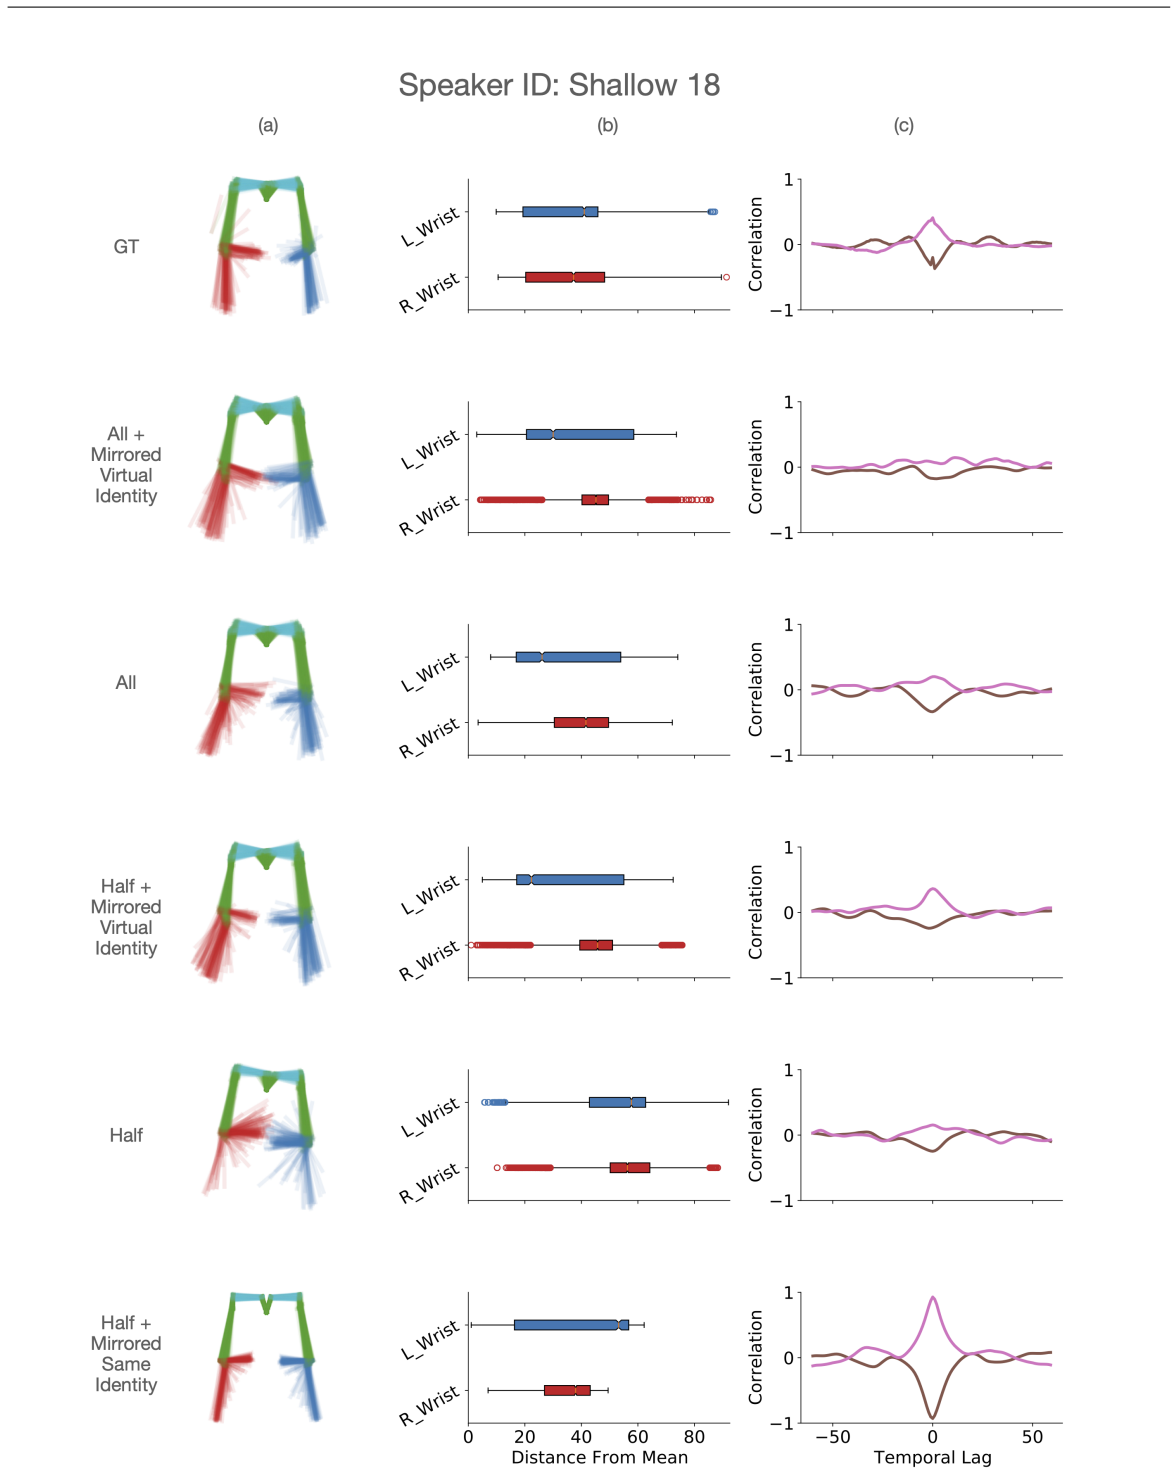 Speaker ID: Shallow 18
(a)
(b)
(c)
GT
L_Wrist
R_Wrist
Correlation
1
0
−1
All +
Mirrored
Virtual
Identity
L_Wrist
R_Wrist
Correlation
1
0
−1
All
L_Wrist
R_Wrist
Correlation
1
0
−1
Half +
Mirrored
Virtual
Identity
L_Wrist
R_Wrist
Correlation
1
0
−1
Half
L_Wrist
R_Wrist
Correlation
1
0
−1
Half +
Mirrored
Same
Identity
L_Wrist
R_Wrist
0 20 40 60 80
Distance From Mean
Correlation
1
0
−1
−50 0 50
Temporal Lag